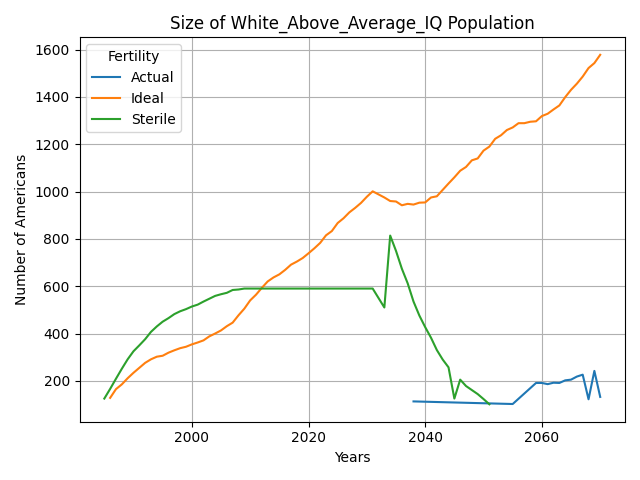 Size of White_Above_Average_IQ Population
Fertility
Actual
Ideal
Sterile
Number of Americans
1600
1400
1200
1000
800
600
400
200
2000
2020
2040
2060
Years